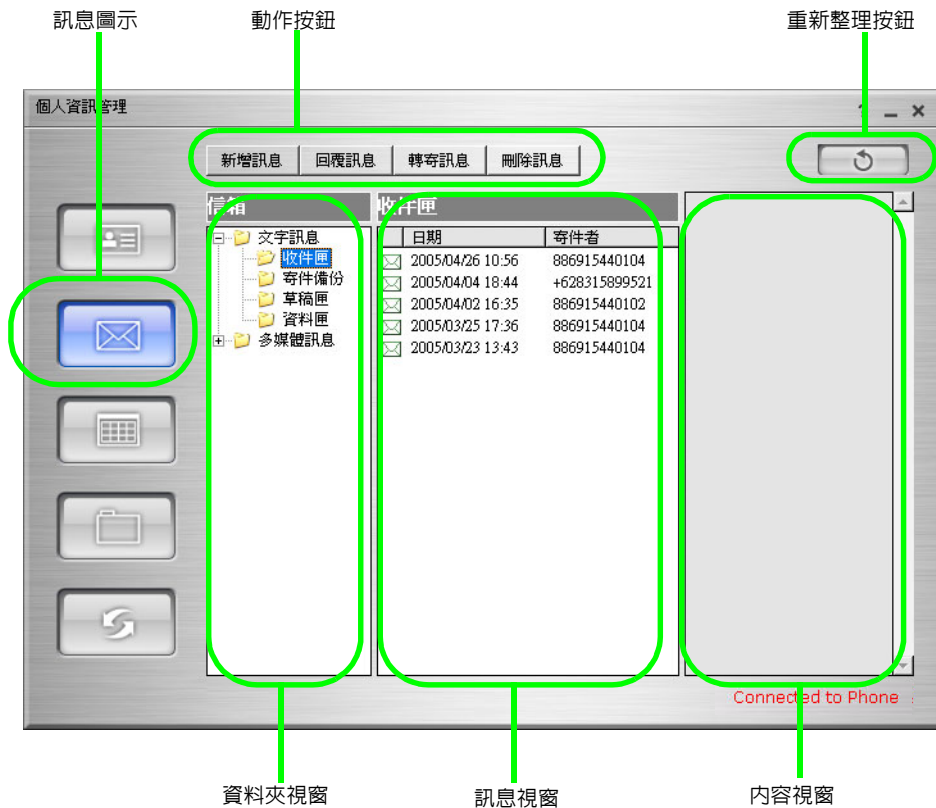 訊息圖示 動作按鈕 重新整理按鈕
個人資訊管理
新增訊息 回覆訊息 轉寄訊息 刪除訊息
信箱 收件匣
文字訊息 日期 寄件者
收件匣 2005/04/26 10:56 886915440104
寄件備份 2005/04/04 18:44 +628315899521
草稿匣 2005/04/02 16:35 886915440102
資料匣 2005/03/25 17:36 886915440104
多媒體訊息 2005/03/23 13:43 886915440104
Connected to Phone
資料夾視窗 訊息視窗 內容視窗